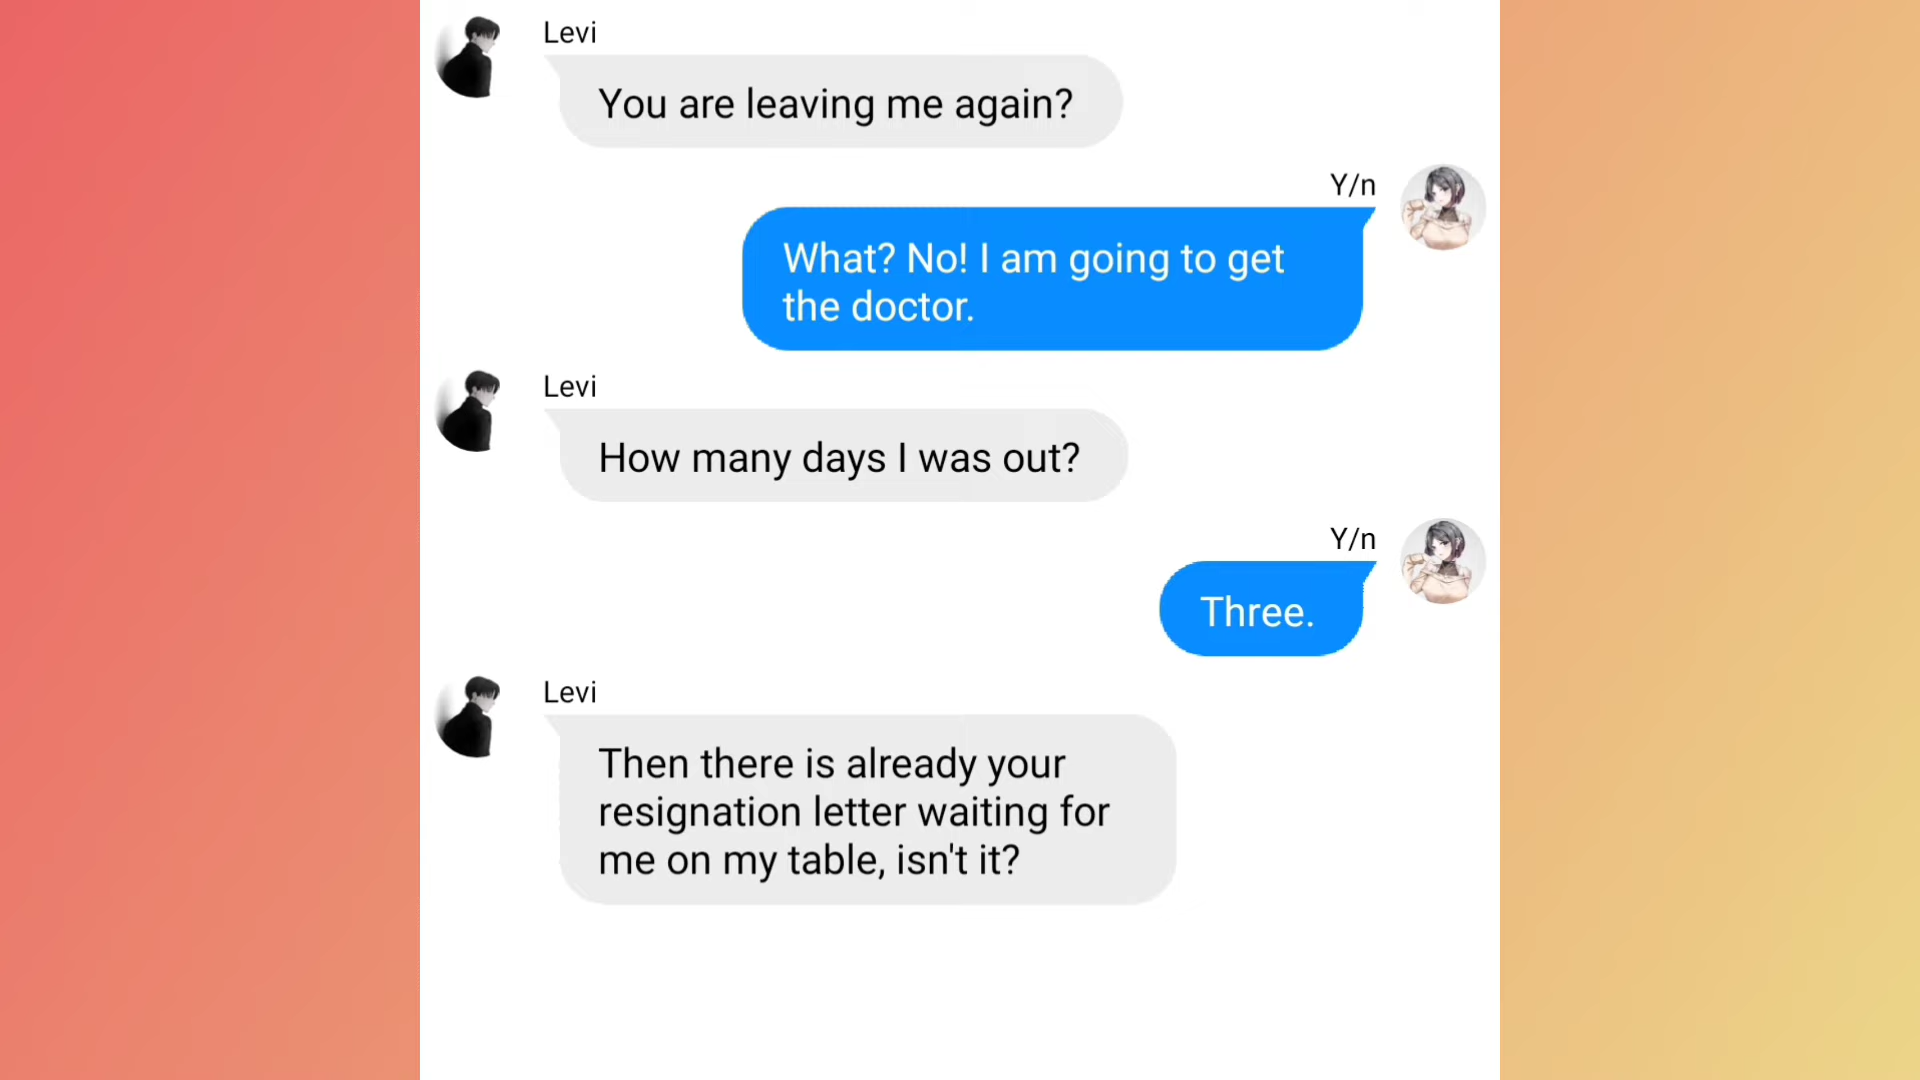 Levi
You are leaving me again?
Y/n
What? No! I am going to get
the doctor.
Levi
How many days I was out?
Y/n
Three.
Levi
Then there is already your
resignation letter waiting for
me on my table, isn't it?